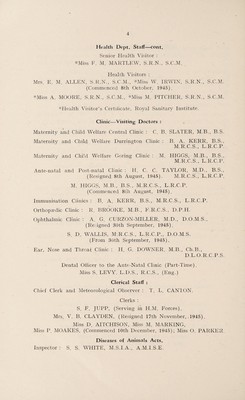 4
Health Dept. Staff—cont.
Senior Health Visitor :
*Miss F. M. MARTLEW, S.R.N., S.C.M.
Health Visitors :
Mrs. E. M. ALLEN, S.R.N., S.C.M., *Miss W. IRWIN, S.R.N., S.C.M.
(Commenced 8th October, 1945).
*Miss A. MOORE, S.R.N., S.C.M., *Miss M. PITCHER, S.R.N., S.C.M.
*Health Visitor's Certificate, Royal Sanitary Institute.
Clinic—Visiting Doctors :
Maternity and Child Welfare Central Clinic : C. B. SLATER, M.B., B.S.
Maternity and Child Welfare Durrington Clinic : B. A. KERR, B.S.,
M.R.C.S., L.R.C.P.
Maternity and Child Welfare Goring Clinic : M. HIGGS, M.B., B.S.,
M.R.C.S., L.R.C.P.
Ante-natal and Post-natal Clinic : H. C. C. TAYLOR, M.D., B.S.,
(Resigned 8th August, 1945). M.R.C.S., L.R.C.P.
M. HIGGS, M.B., B.S., M.R.C.S., L.R.C.P.
(Commenced 8th August, 1945).
Immunisation Clinics : B. A. KERR, B.S., M.R.C.S., L.R.C.P.
Orthopædic Clinic : R. BROOKE, M.B., F.R.C.S., D.P.H.
Ophthalmic Clinic : A. G. CURZON-MILLER, M.D., D.O.M.S.,
(Resigned 30th September, 1945).
S. D. WALLIS, M.R.C.S., L.R.C.P., D.O.M.S.
(From 30th September, 1945).
Ear, Nose and Throat Clinic : H. G. DOWNER, M.B., Ch.B.,
D.L.O.R.C.P.S.
Dental Officer to the Ante-Natal Clinic (Part-Time).
Miss S. LEVY, L.D.S., R.C.S., (Eng.)
Clerical Staff :
Chief Clerk and Meteorological Observer : T. L. CANTON.
Clerks :
S. F. JUPP, (Serving in H.M. Forces).
Mrs. V. B. CLAYDEN, (Resigned 17th November, 1945).
Miss D. AITCHISON, Miss M. MARKING,
Miss P. MOAKES, (Commenced 19th December, 1945); Miss O. PARKER
Diseases of Animals Acts.
Inspector : S. S. WHITE, M.S.I.A., A.M.I.S.E.